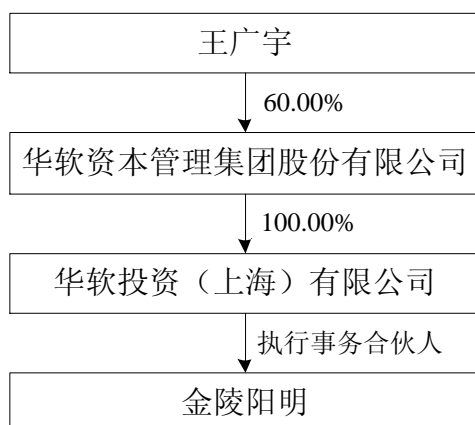 王广宇
60.00%
华软资本管理集团股份有限公司
100.00%
华软投资（上海）有限公司
执行事务合伙人
金陵阳明